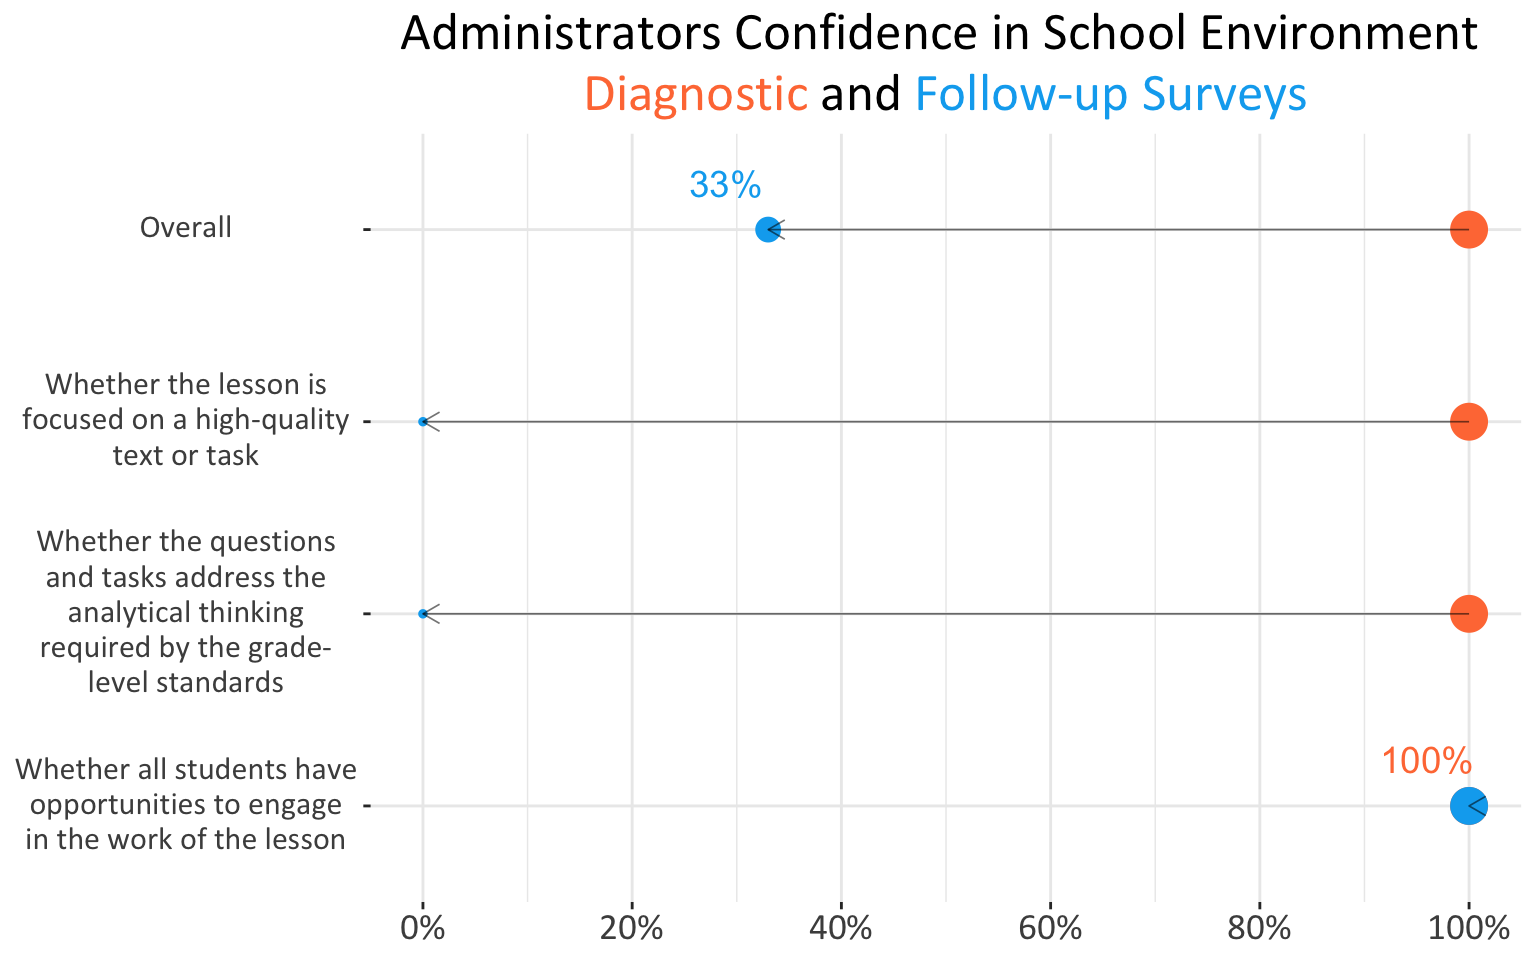 Administrators Confidence in School Environment
Diagnostic and Follow-up Surveys
33%
Overall
Whether the lesson is
focused on a high-quality
text or task
Whether the questions
and tasks address the
analytical thinking
required by the grade-
level standards
100%
Whether all students have
opportunities to engage
in the work of the lesson
0% 20% 40% 60% 80% 100%